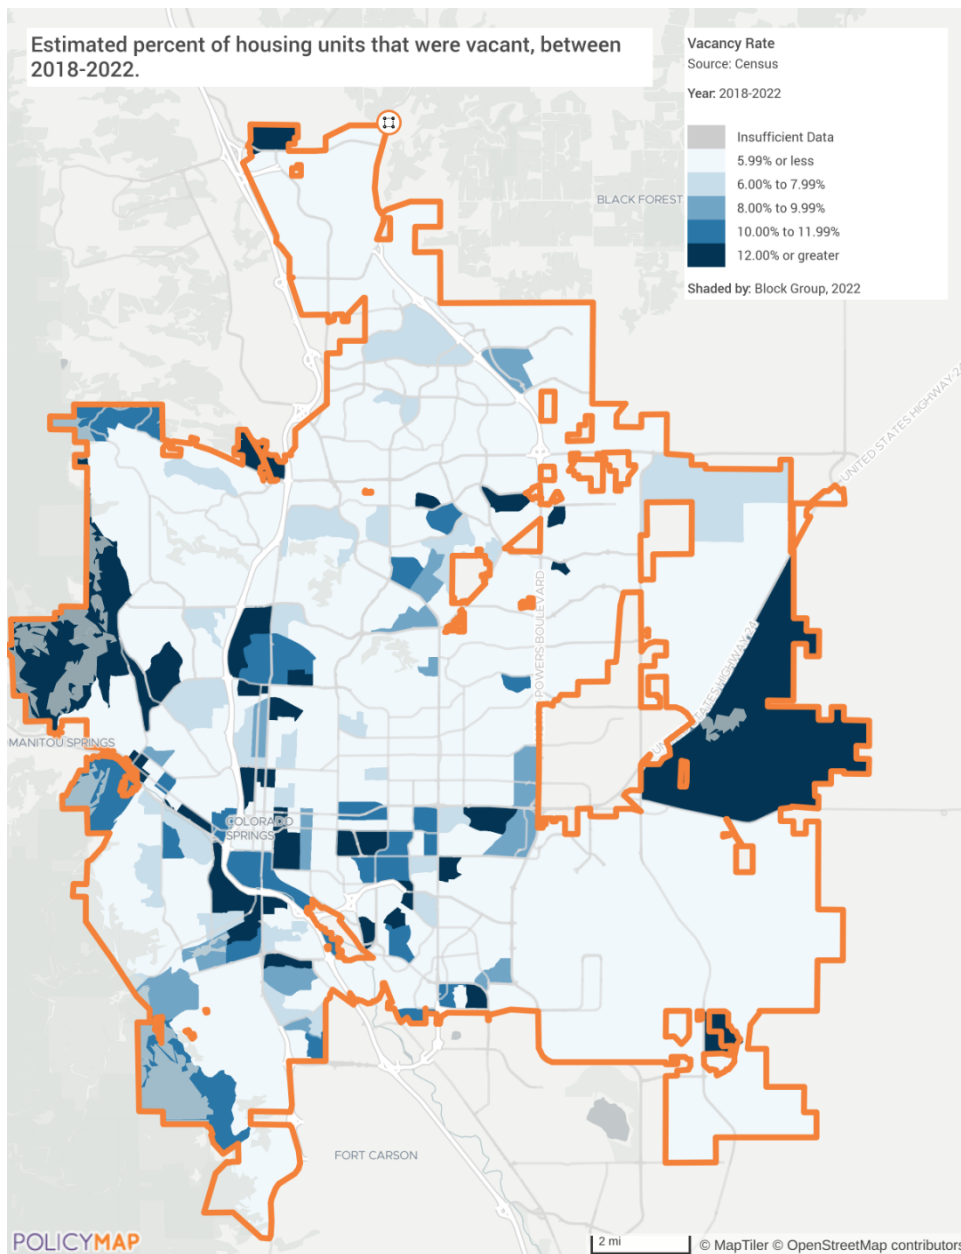 Estimated percent of housing units that were vacant, between
2018-2022.
Vacancy Rate
Source: Census
Year: 2018-2022
Insufficient Data
5.99% or less
6.00% to 7.99%
8.00% to 9.99%
10.00% to 11.99%
12.00% or greater
Shaded by: Block Group, 2022
BLACK FOREST
UNITED STATES HIGHWAY 24
POWERS BOULEVARD
STATES HIGHWAY 24
MANITOU SPRINGS
COLORADO
SPRINGS
FORT CARSON
POLICYMAP
2 mi
© MapTiler © OpenStreetMap contributors